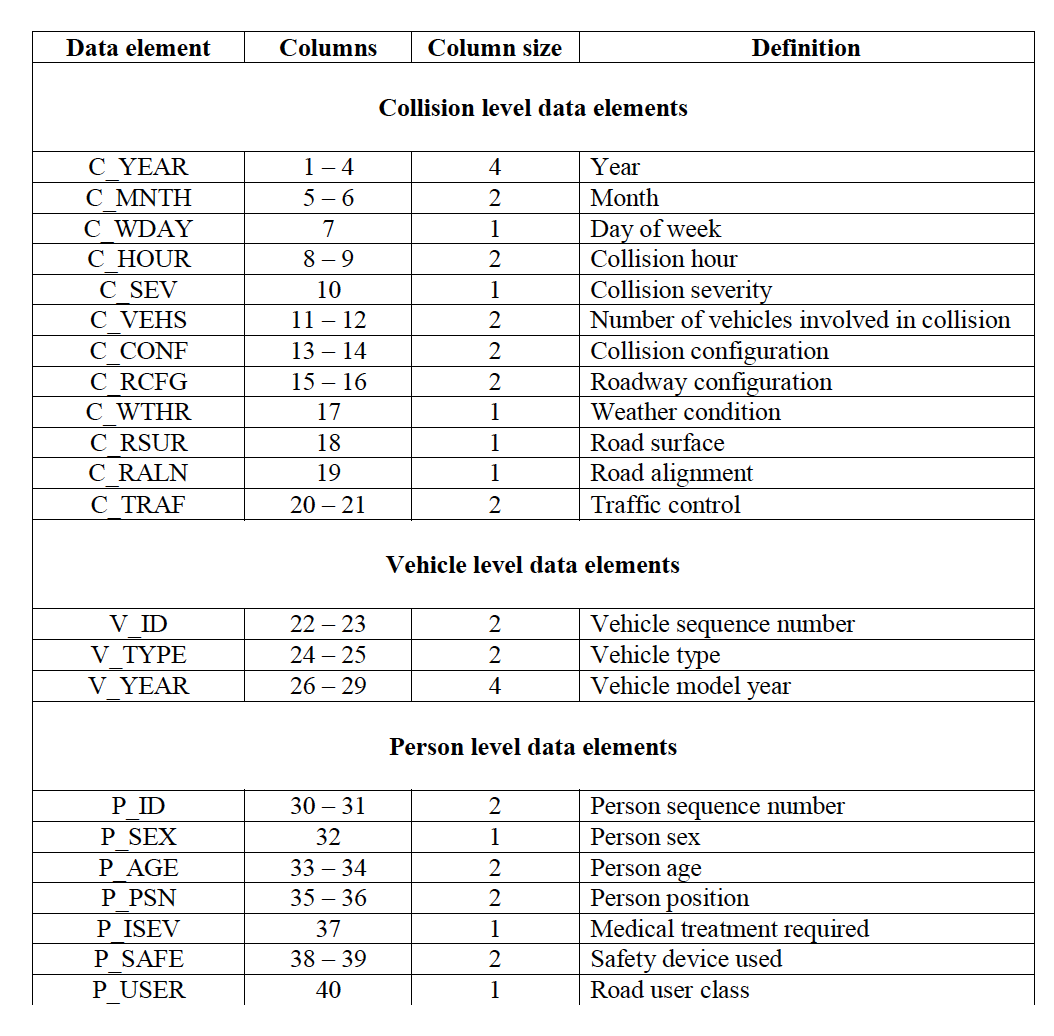 Data element Columns Column size Definition
Collision level data elements
C_YEAR 1 – 4 4 Year
C_MNTH 5 – 6 2 Month
C_WDAY 7 1 Day of week
C_HOUR 8 – 9 2 Collision hour
C_SEV 10 1 Collision severity
C_VEHS 11 – 12 2 Number of vehicles involved in collision
C_CONF 13 – 14 2 Collision configuration
C_RCFG 15 – 16 2 Roadway configuration
C_WTHR 17 1 Weather condition
C_RSUR 18 1 Road surface
C_RALN 19 1 Road alignment
C_TRAF 20 – 21 2 Traffic control
Vehicle level data elements
V_ID 22 – 23 2 Vehicle sequence number
V_TYPE 24 – 25 2 Vehicle type
V_YEAR 26 – 29 4 Vehicle model year
Person level data elements
P_ID 30 – 31 2 Person sequence number
P_SEX 32 1 Person sex
P_AGE 33 – 34 2 Person age
P_PSN 35 – 36 2 Person position
P_ISEV 37 1 Medical treatment required
P_SAFE 38 – 39 2 Safety device used
P_USER 40 1 Road user class